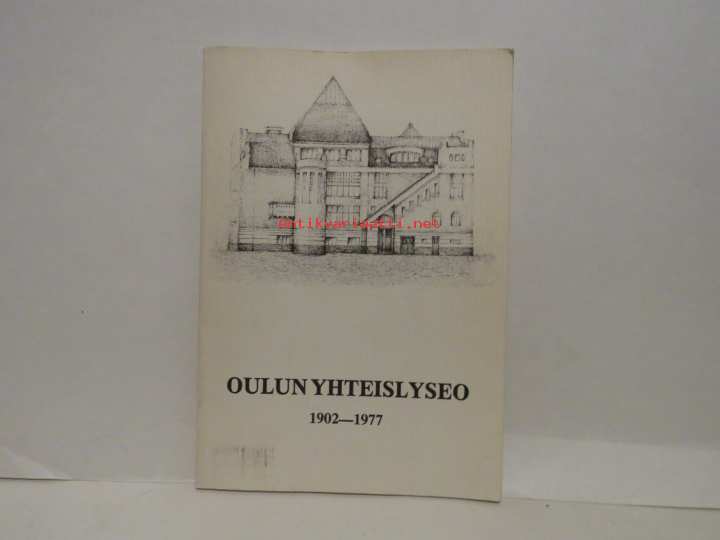 antikvariaatti.net
OULUN YHTEISLYSEO
1902—1977